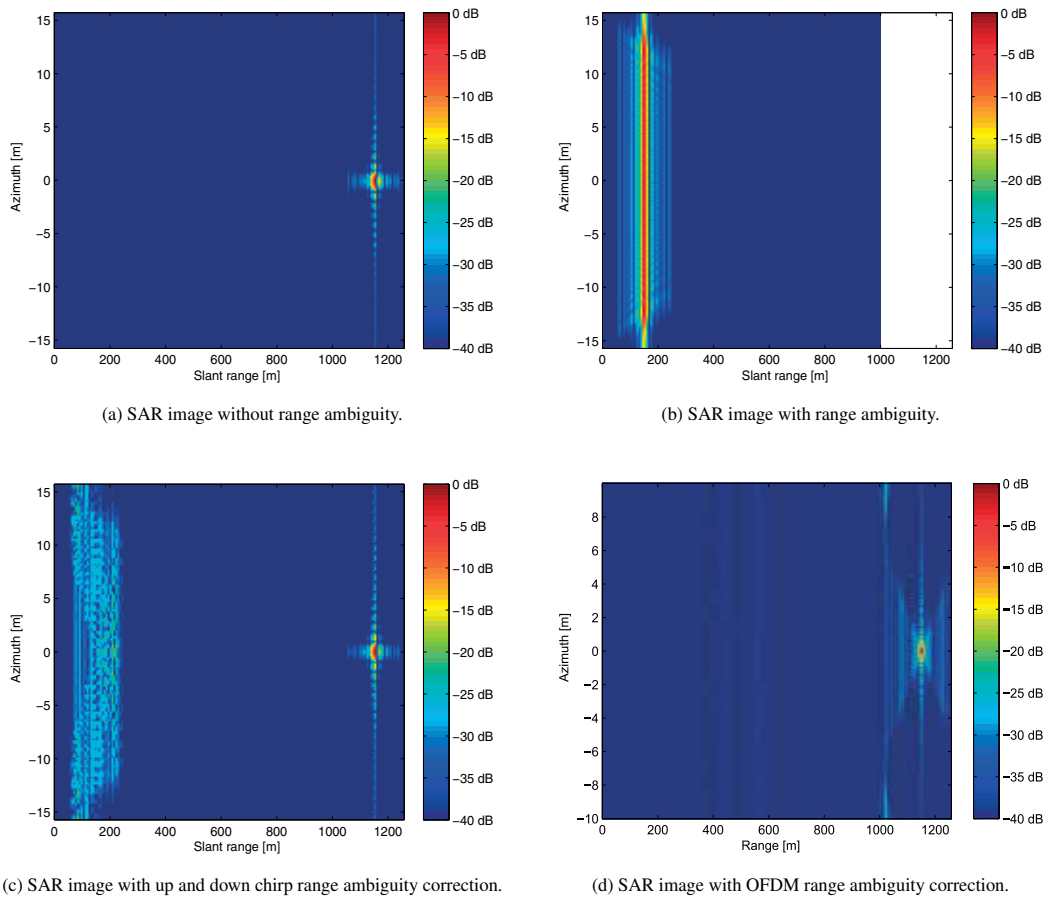 15
10
5
0
−5
−10
−15
0
200
400
600
800
1000
1200
Azimuth [m]
Slant range [m]
0 dB
−5 dB
−10 dB
−15 dB
−20 dB
−25 dB
−30 dB
−35 dB
−40 dB
(a) SAR image without range ambiguity.
15
10
5
0
−5
−10
−15
0
200
400
600
800
1000
1200
Azimuth [m]
Slant range [m]
0 dB
−5 dB
−10 dB
−15 dB
−20 dB
−25 dB
−30 dB
−35 dB
−40 dB
(b) SAR image with range ambiguity.
15
10
5
0
−5
−10
−15
0
200
400
600
800
1000
1200
Azimuth [m]
Slant range [m]
0 dB
−5 dB
−10 dB
−15 dB
−20 dB
−25 dB
−30 dB
−35 dB
−40 dB
(c) SAR image with up and down chirp range ambiguity correction.
8
6
4
2
0
−2
−4
−6
−8
−10
0
200
400
600
800
1000
1200
Azimuth [m]
Range [m]
0 dB
−5 dB
−10 dB
−15 dB
−20 dB
−25 dB
−30 dB
−35 dB
−40 dB
(d) SAR image with OFDM range ambiguity correction.